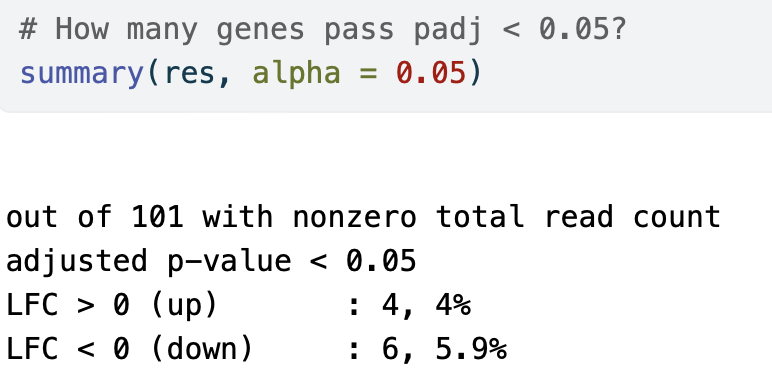 # How many genes pass padj < 0.05?
summary(res, alpha = 0.05)
out of 101 with nonzero total read count
adjusted p-value < 0.05
LFC > 0 (up)       : 4, 4%
LFC < 0 (down)     : 6, 5.9%